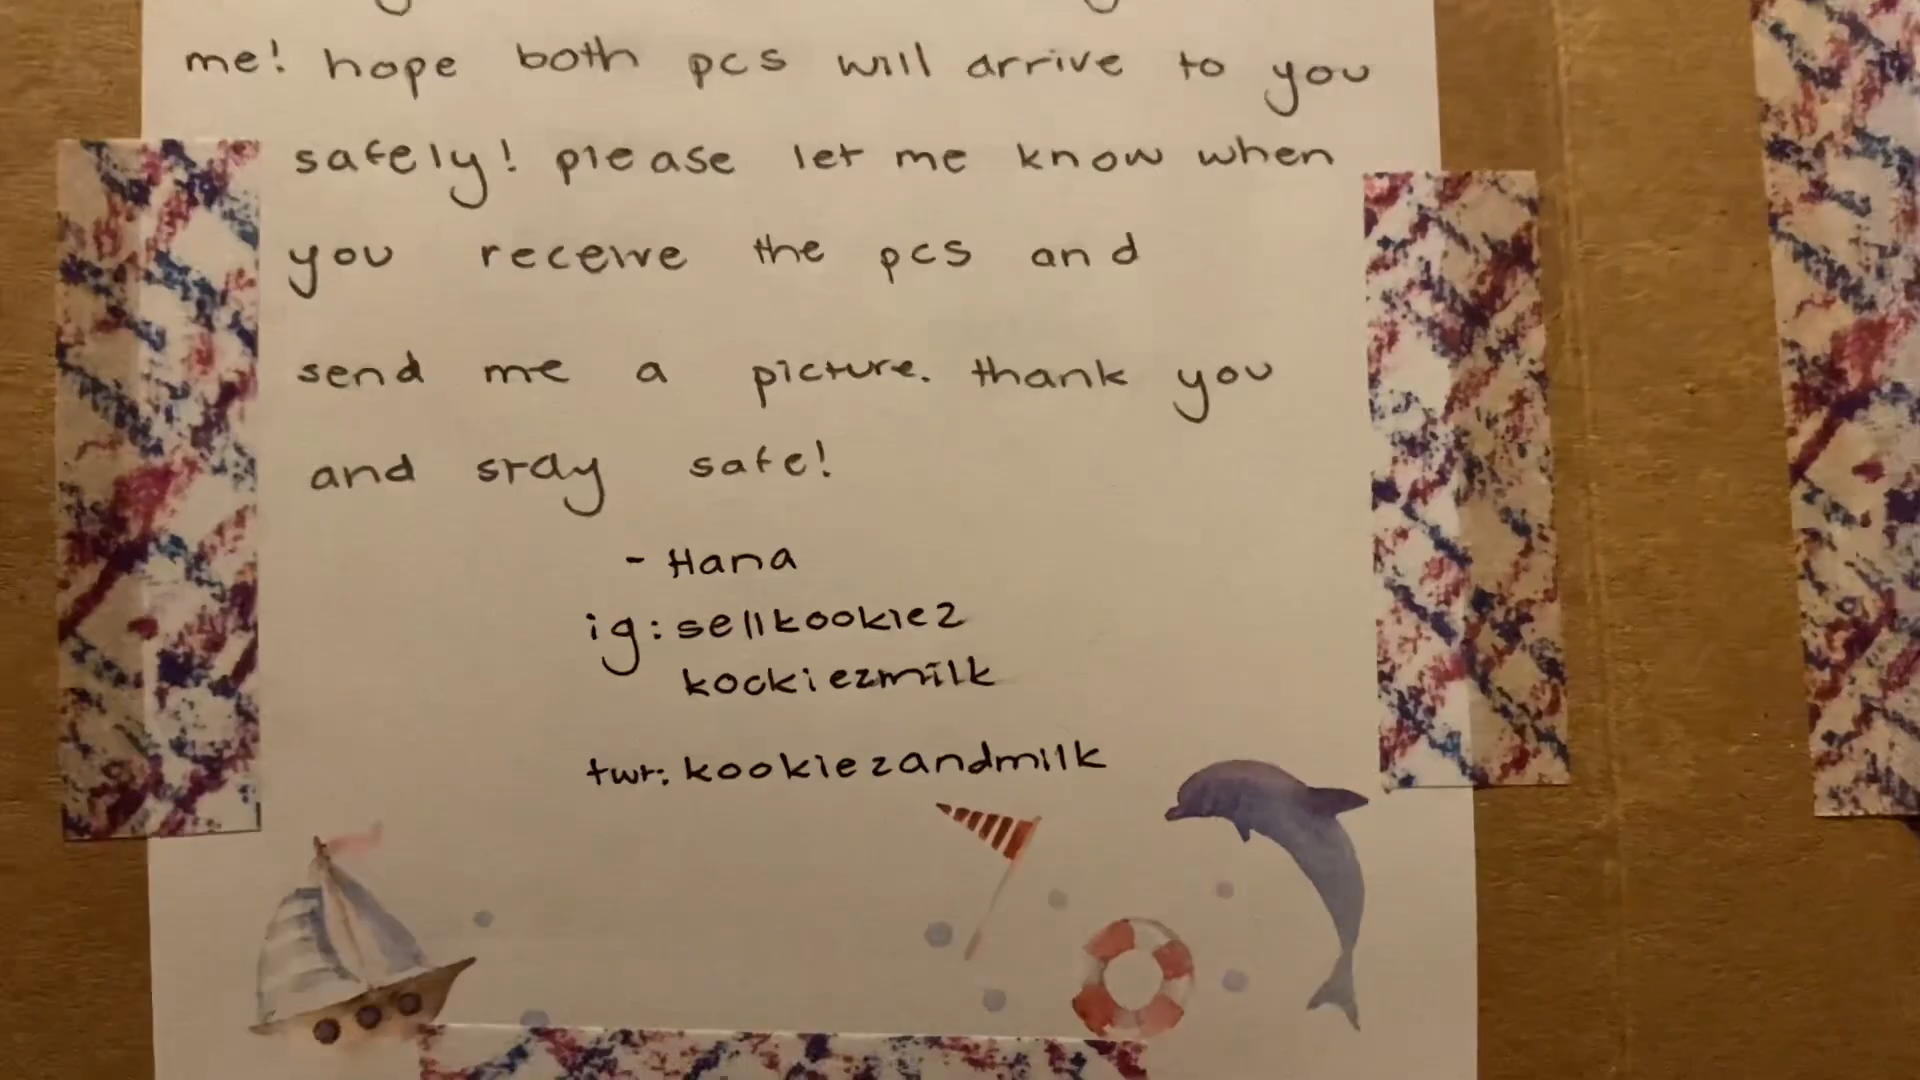 me! hope both pcs will arrive to you
safely! please let me know when
you receive the pcs and
send me a picture. thank you
and stay safe!
- Hana
ig: sellkookiez
kookiezmilk
twt: kookiezandmilk